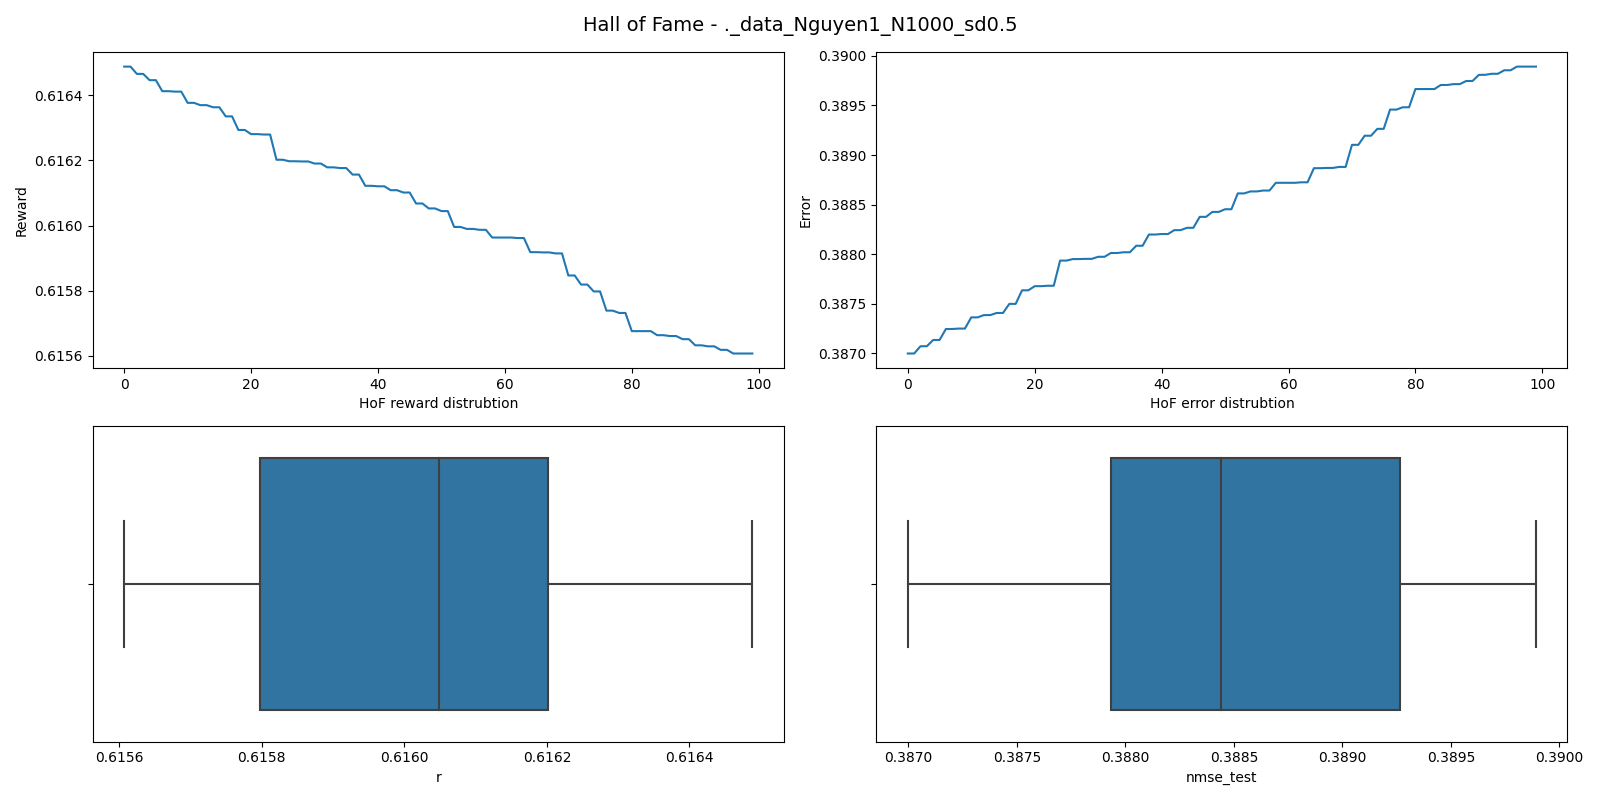 Hall of Fame - ._data_Nguyen1_N1000_sd0.5
Reward
0.6164
0.6162
0.6160
0.6158
0.6156
0 20 40 60 80 100
HoF reward distrubtion
Error
0.3900
0.3895
0.3890
0.3885
0.3880
0.3875
0.3870
0 20 40 60 80 100
HoF error distrubtion
0.6156 0.6158 0.6160 0.6162 0.6164
r
0.3870 0.3875 0.3880 0.3885 0.3890 0.3895 0.3900
nmse_test